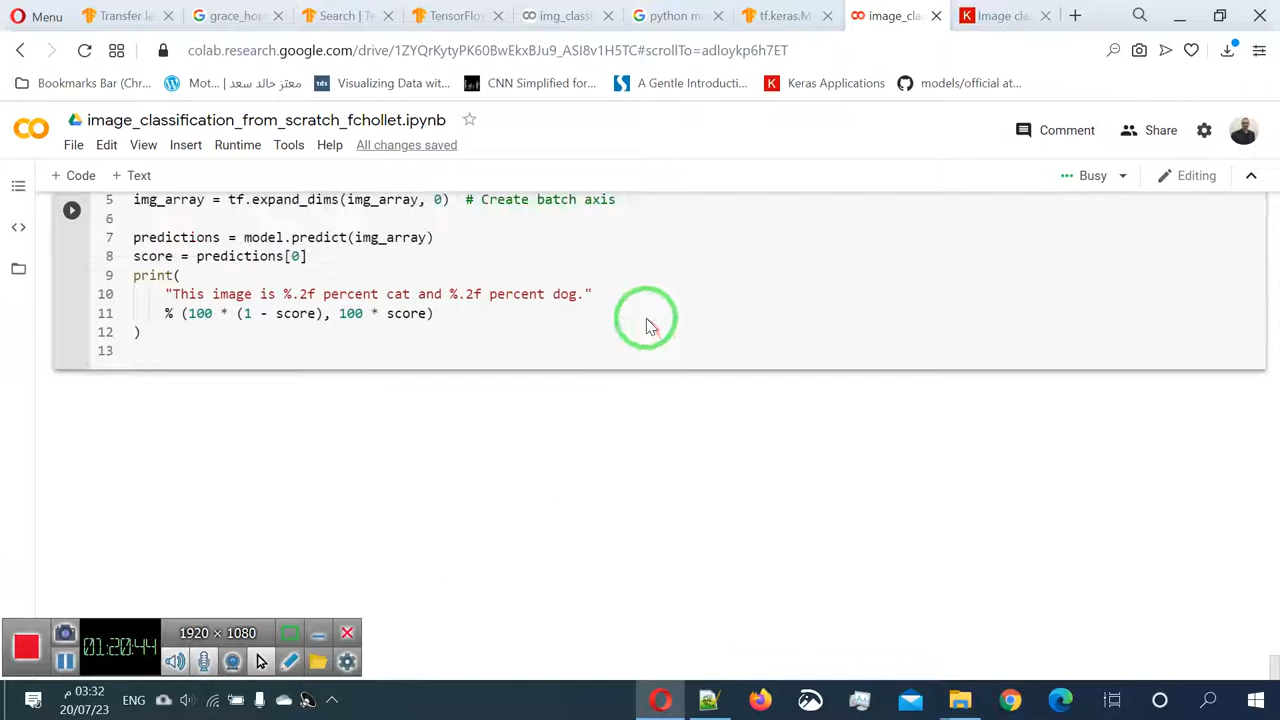 Menu
Transfer le
grace_ho
Search | Te
TensorFlo
img_classi
python m
tf.keras.M
image_cla
Image cla
colab.research.google.com/drive/1ZYQrKytyPK60BwEkxBJu9_ASI8v1H5TC#scrollTo=adloykp6h7ET
Bookmarks Bar (Chr...
Mot... | معتز خالد سعد
tds
Visualizing Data wit...
CNN Simplified for...
A Gentle Introducti...
Keras Applications
models/official at...
image_classification_from_scratch_fchollet.ipynb
Comment
Share
File Edit View Insert Runtime Tools Help All changes saved
+ Code + Text
Busy
Editing
5 img_array = tf.expand_dims(img_array, 0)  # Create batch axis
6
7 predictions = model.predict(img_array)
8 score = predictions[0]
9 print(
10 "This image is %.2f percent cat and %.2f percent dog."
11 % (100 * (1 - score), 100 * score)
12 )
13
1920 × 1080
01:20:44
ENG
03:32 م
20/07/23